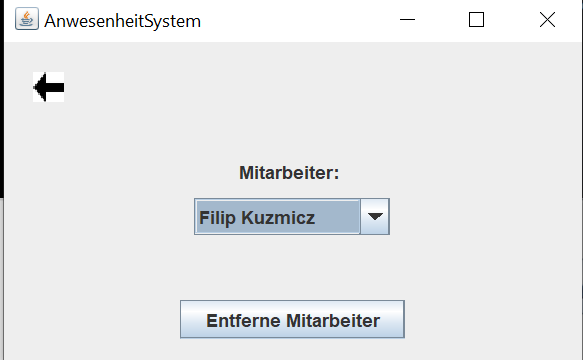 AnwesenheitSystem
Mitarbeiter:
Filip Kuzmicz
Entferne Mitarbeiter